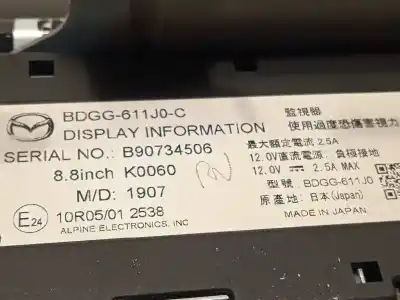 BDGG-611J0-C
DISPLAY INFORMATION
SERIAL NO.: B90734506
8.8inch K0060
M/D: 1907
E24
10R05/01 2538
ALPINE ELECTRONICS, INC
監視器
使用過度恐傷害視力
最大額定電流 2.5A
12.0V直流電源: 負極接地
12.0V ⎓ 2.5A MAX
型號: BDGG-611J0
原產地: 日本(Japan)
MADE IN JAPAN